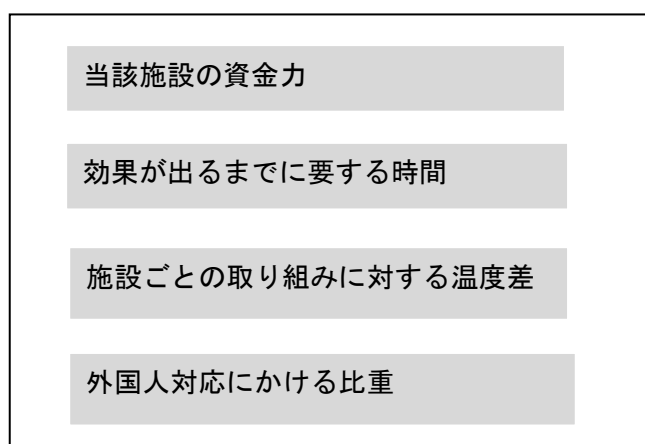 当該施設の資金力
効果が出るまでに要する時間
施設ごとの取り組みに対する温度差
外国人対応にかける比重